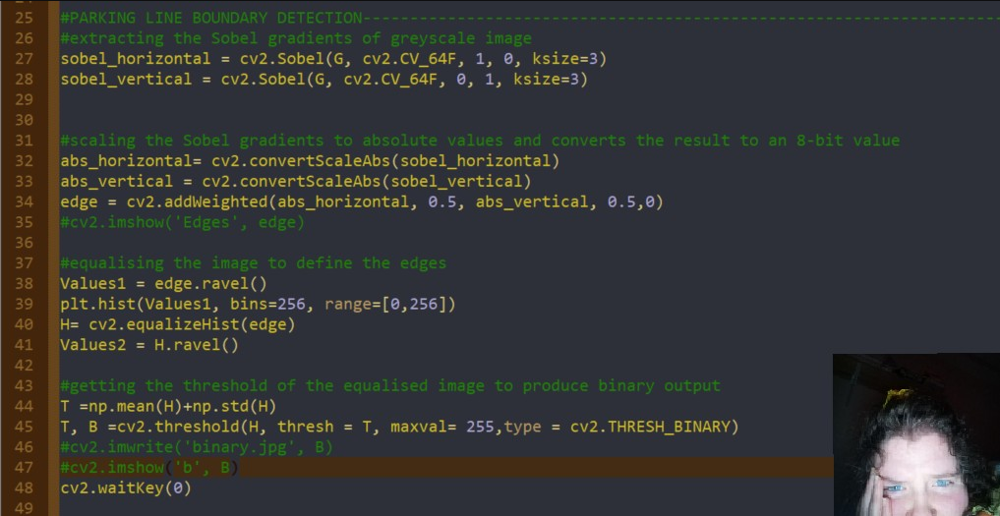 25 #PARKING LINE BOUNDARY DETECTION--------------------------------------------------------------------
26 #extracting the Sobel gradients of greyscale image
27 sobel_horizontal = cv2.Sobel(G, cv2.CV_64F, 1, 0, ksize=3)
28 sobel_vertical = cv2.Sobel(G, cv2.CV_64F, 0, 1, ksize=3)
29
30
31 #scaling the Sobel gradients to absolute values and converts the result to an 8-bit value
32 abs_horizontal= cv2.convertScaleAbs(sobel_horizontal)
33 abs_vertical = cv2.convertScaleAbs(sobel_vertical)
34 edge = cv2.addWeighted(abs_horizontal, 0.5, abs_vertical, 0.5,0)
35 #cv2.imshow('Edges', edge)
36
37 #equalising the image to define the edges
38 Values1 = edge.ravel()
39 plt.hist(Values1, bins=256, range=[0,256])
40 H= cv2.equalizeHist(edge)
41 Values2 = H.ravel()
42
43 #getting the threshold of the equalised image to produce binary output
44 T =np.mean(H)+np.std(H)
45 T, B =cv2.threshold(H, thresh = T, maxval= 255,type = cv2.THRESH_BINARY)
46 #cv2.imwrite('binary.jpg', B)
47 #cv2.imshow('b', B)
48 cv2.waitKey(0)
49